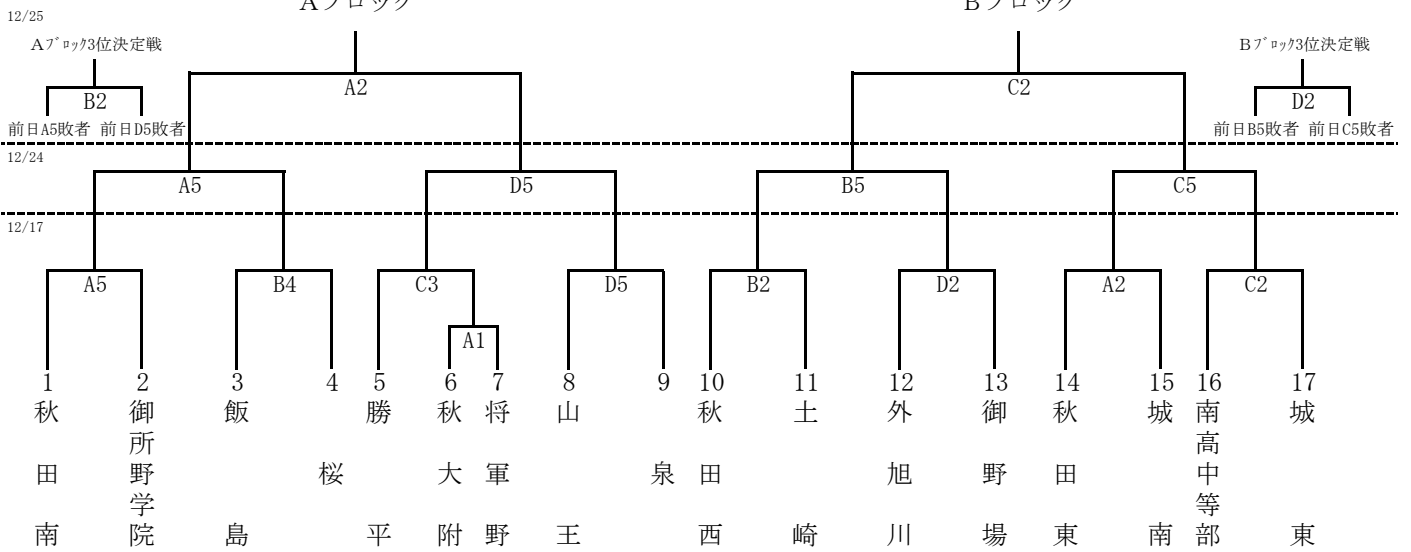 Aブロック
Bブロック
12/25
Aブロック3位決定戦
Bブロック3位決定戦
A2
C2
B2
D2
前日A5敗者 前日D5敗者
前日B5敗者 前日C5敗者
12/24
A5
D5
B5
C5
12/17
A5
B4
C3
D5
B2
D2
A2
C2
A1
1 2 3 4 5 6 7 8 9 10 11 12 13 14 15 16 17
秋田南
御所野学院
飯島
桜
勝平
秋大附
将軍野
山王
泉
秋田西
土崎
外旭川
御野場
秋田東
城南
南高中等部
城東